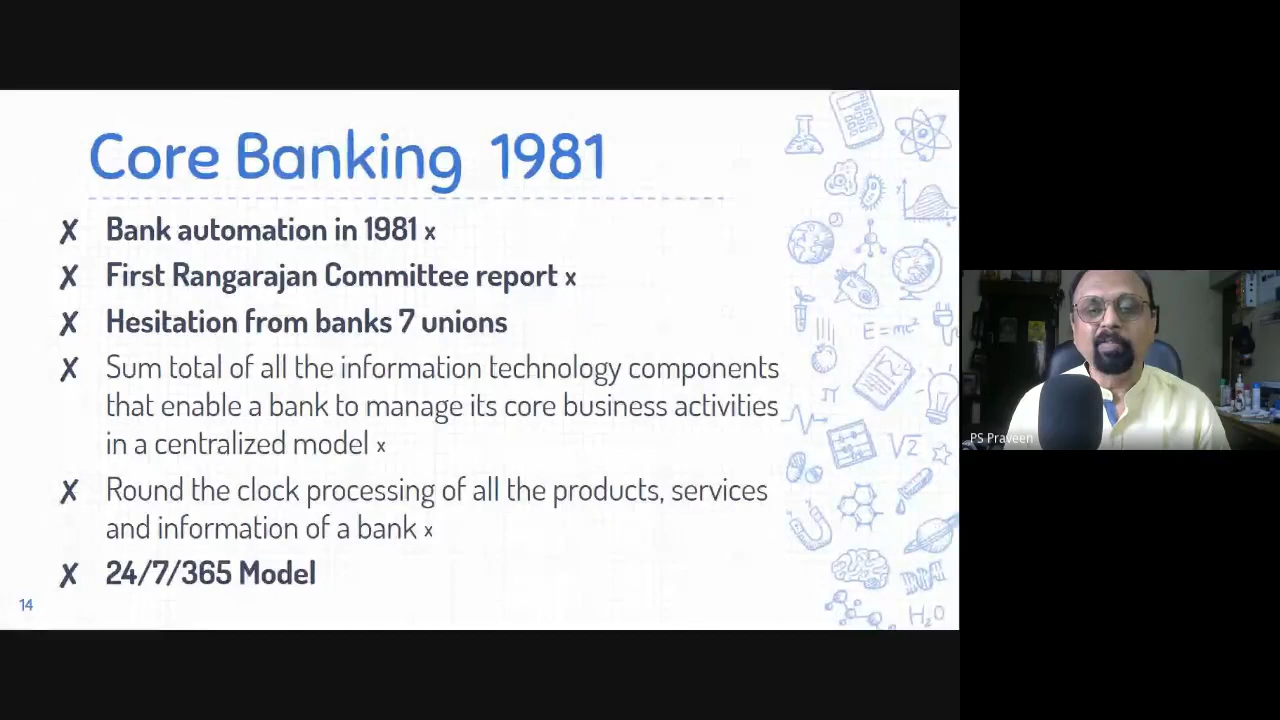 Core Banking 1981
✗ Bank automation in 1981 x
✗ First Rangarajan Committee report x
✗ Hesitation from banks 7 unions
✗ Sum total of all the information technology components
that enable a bank to manage its core business activities
in a centralized model x
✗ Round the clock processing of all the products, services
and information of a bank x
✗ 24/7/365 Model
14
E=mc²
π
√2
H₂O
PS Praveen